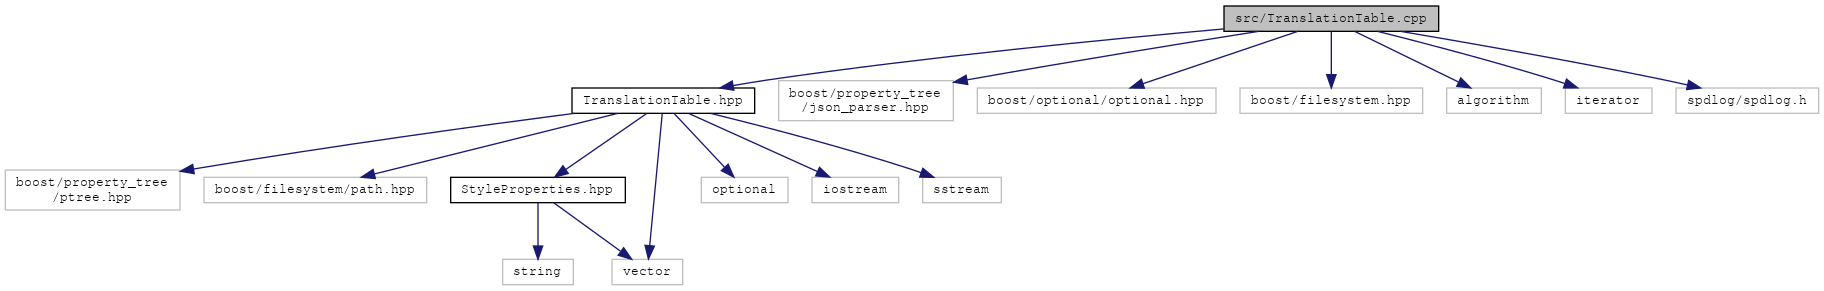 src/TranslationTable.cpp
TranslationTable.hpp
boost/property_tree
/json_parser.hpp
boost/optional/optional.hpp
boost/filesystem.hpp
algorithm
iterator
spdlog/spdlog.h
boost/property_tree
/ptree.hpp
boost/filesystem/path.hpp
StyleProperties.hpp
optional
iostream
sstream
string
vector